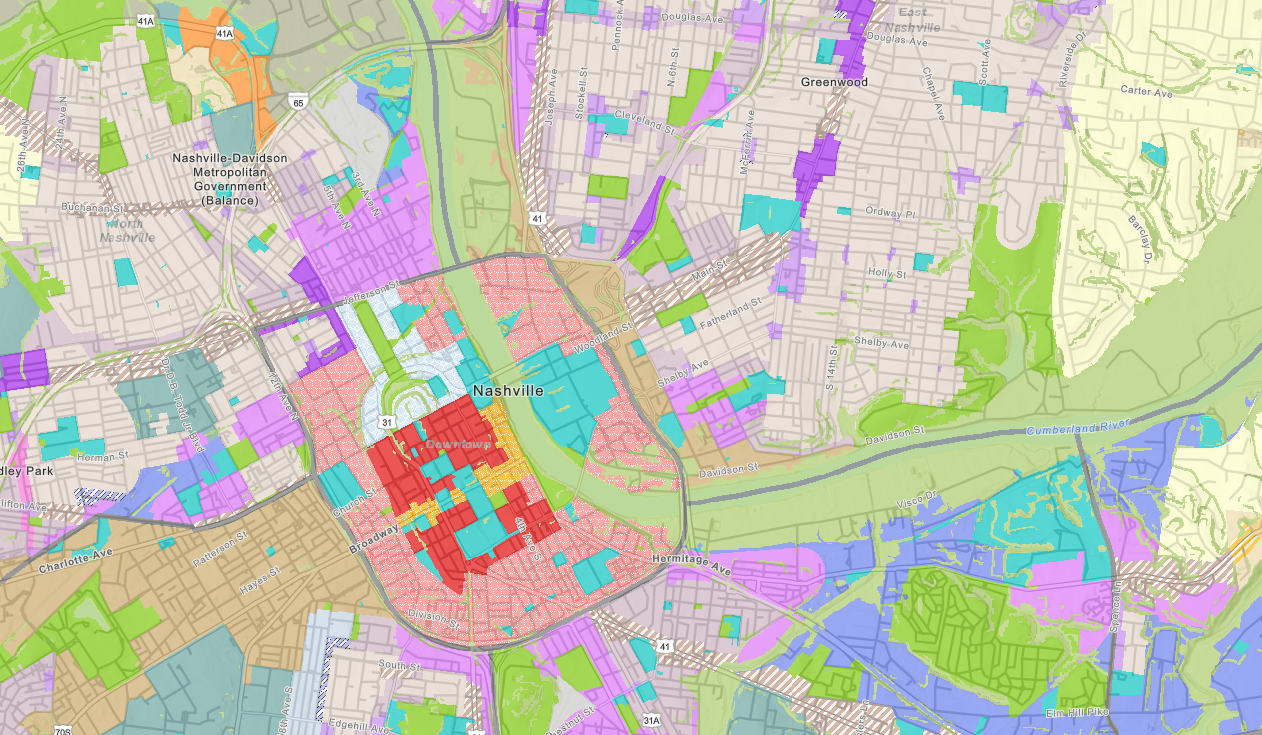 41A
Pennock A
Douglas Ave
East
Nashville
Douglas Ave
41A
N 6th St
Stockell St
Joseph Ave
Scott Ave
Riverside Dr
Greenwood
Chapel Ave
Carter Ave
65
24th Ave N
26th Ave N
Cleveland St
McFerrin Ave
Nashville-Davidson
Metropolitan
Government
(Balance)
3rd Ave N
5th Ave N
Buchanan St
North
Nashville
41
Ordway Pl
Barclay Dr
Main St
Holly St
Jefferson St
Fatherland St
Woodland St
Shelby Ave
S 14th St
Shelby Ave
Dr D B Todd Jr Blvd
12th Ave N
Nashville
31
Downtown
Davidson St
Cumberland River
Herman St
dley Park
Davidson St
Church St
Visco Dr
lifton Ave
Broadway
4th Ave S
Patterson St
Charlotte Ave
Hermitage Ave
Hayes St
Spence Ln
Division St
41
South St
8th Ave S
Edgehill Ave
Chestnut St
31A
Elm Hill Pike
70S